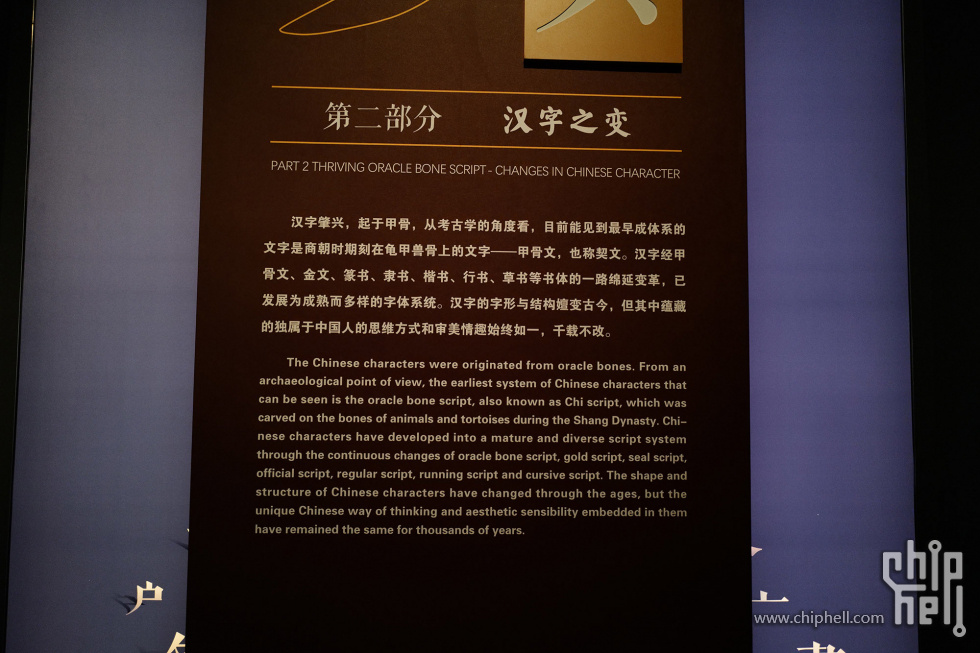 第二部分 汉字之变
PART 2 THRIVING ORACLE BONE SCRIPT - CHANGES IN CHINESE CHARACTER
汉字肇兴，起于甲骨，从考古学的角度看，目前能见到最早成体系的
文字是商朝时期刻在龟甲兽骨上的文字——甲骨文，也称契文。汉字经甲
骨文、金文、篆书、隶书、楷书、行书、草书等书体的一路绵延变革，已
发展为成熟而多样的字体系统。汉字的字形与结构嬗变古今，但其中蕴藏
的独属于中国人的思维方式和审美情趣始终如一，千载不改。
The Chinese characters were originated from oracle bones. From an
archaeological point of view, the earliest system of Chinese characters that
can be seen is the oracle bone script, also known as Chi script, which was
carved on the bones of animals and tortoises during the Shang Dynasty. Chi-
nese characters have developed into a mature and diverse script system
through the continuous changes of oracle bone script, gold script, seal script,
official script, regular script, running script and cursive script. The shape and
structure of Chinese characters have changed through the ages, but the
unique Chinese way of thinking and aesthetic sensibility embedded in them
have remained the same for thousands of years.
户
www.chiphell.com
chip
hell